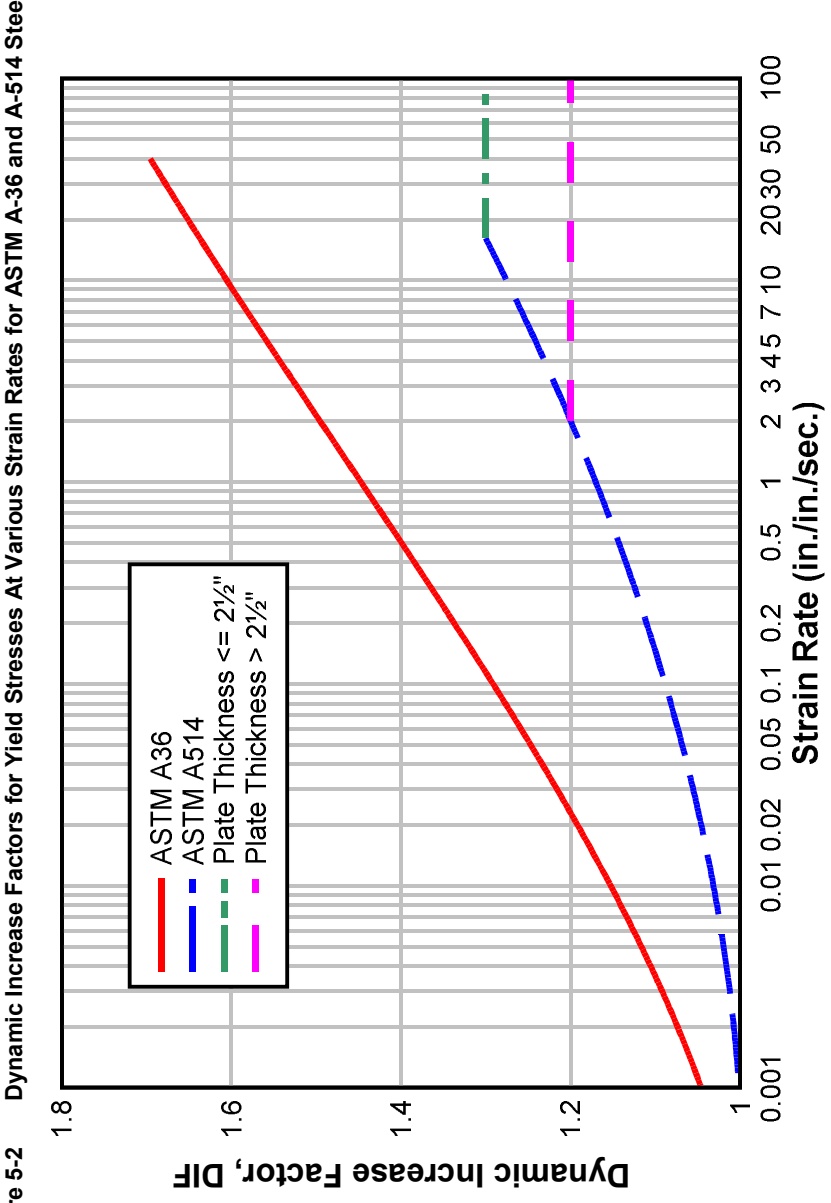 re 5-2 Dynamic Increase Factors for Yield Stresses At Various Strain Rates for ASTM A-36 and A-514 Stee
Dynamic Increase Factor, DIF
1.8
1.6
1.4
1.2
1
ASTM A36
ASTM A514
Plate Thickness <= 2½"
Plate Thickness > 2½"
0.001 0.01 0.02 0.05 0.1 0.2 0.5 1 2 3 4 5 7 10 20 30 50 100
Strain Rate (in./in./sec.)